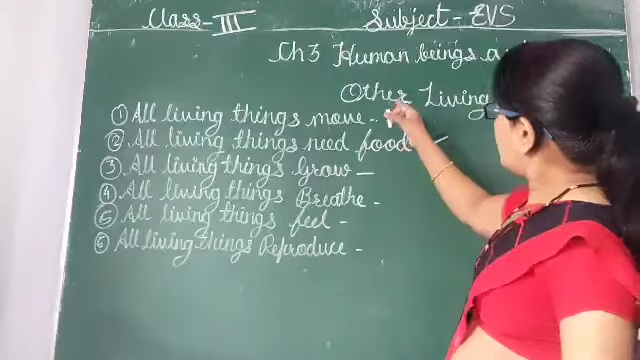 Class - III Subject - EVS
Ch 3 Human beings a
Other Living
① All living things move -
② All living things need food -
③ All living things Grow -
④ All living things Breathe -
⑤ All living things feel -
⑥ All living things Reproduce -